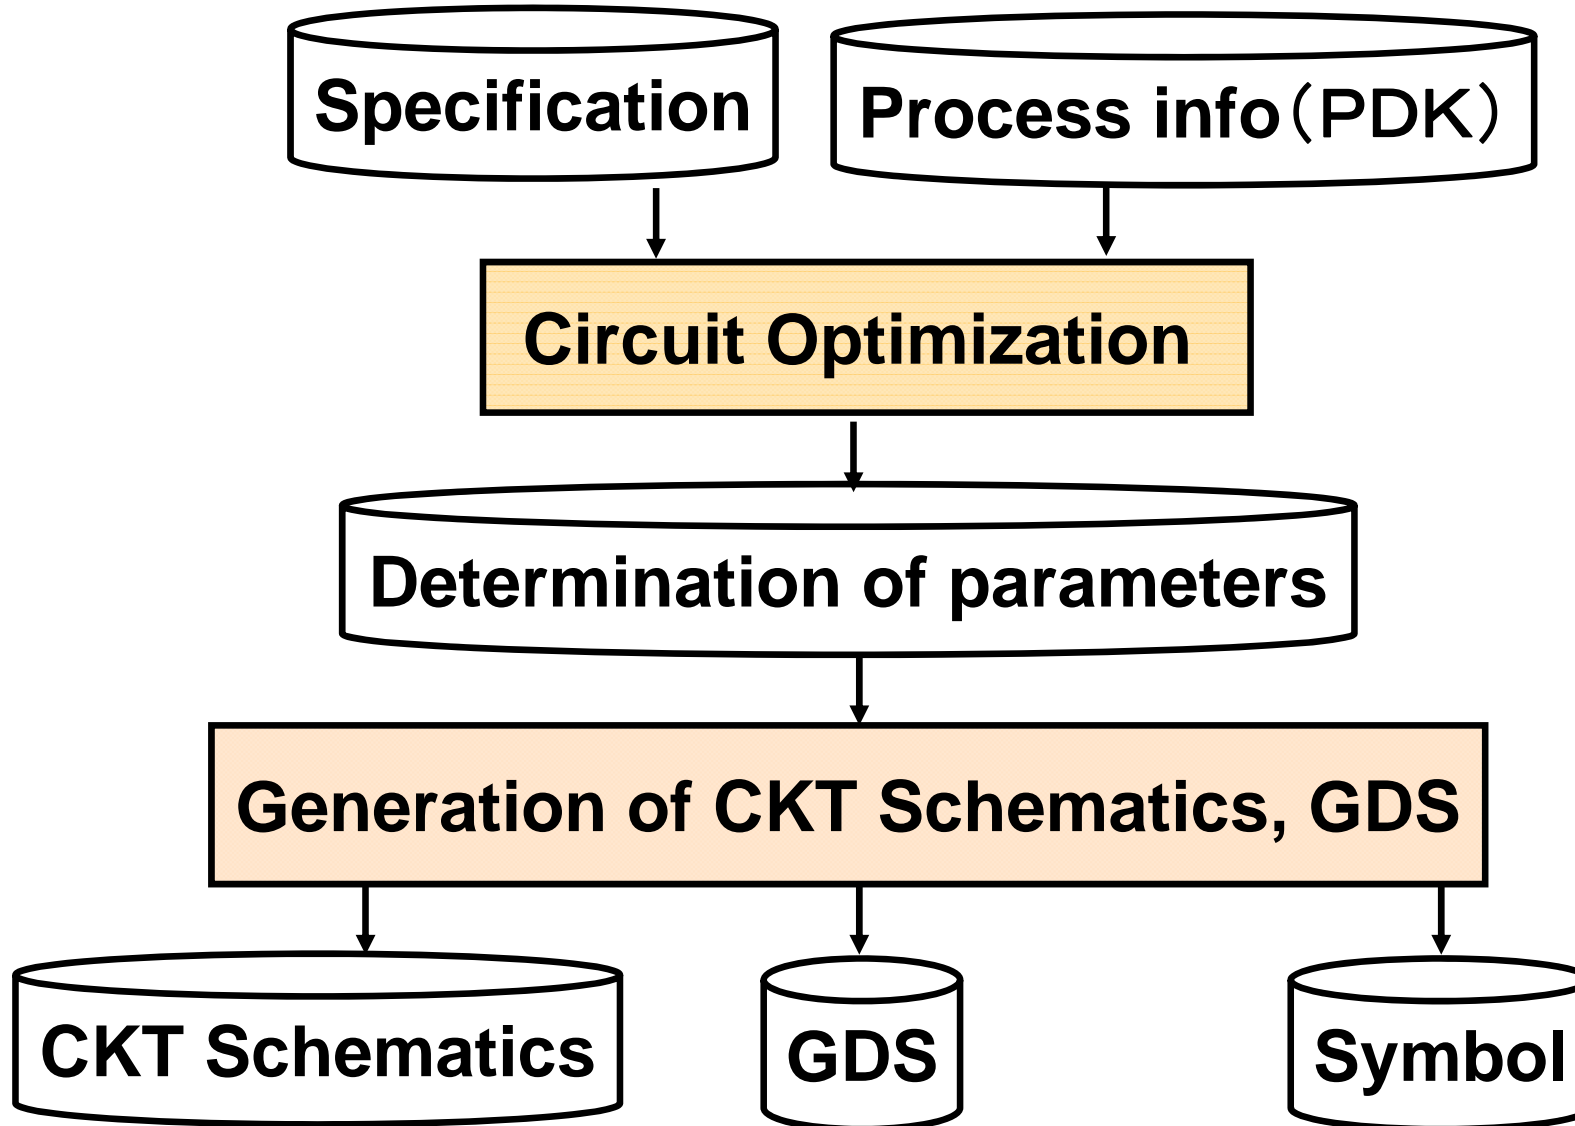 Specification
Process info（PDK）
Circuit Optimization
Determination of parameters
Generation of CKT Schematics, GDS
CKT Schematics
GDS
Symbol